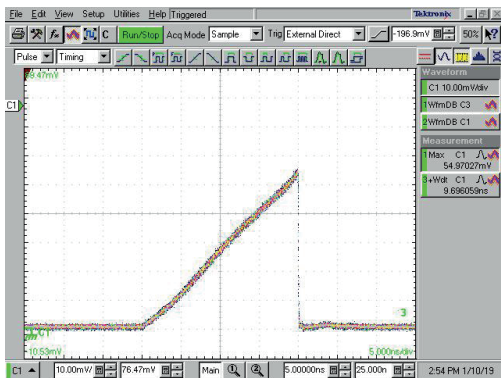 File Edit View Setup Utilities Help Triggered Tektronix
C Run/Stop Acq Mode Sample Trig External Direct -196.9mV 50%
Pulse Timing
Waveform
C1 10.00mV/div
1 WfmDB C3
2 WfmDB C1
Measurement
1 Max C1
54.97027mV
3 +Wdt C1
9.696059ns
89.47mV
C1
3
C1
10.53mV
5.000ns/div
C1 10.00mV 76.47mV Main 5.00000ns 25.000n 2:54 PM 1/10/19